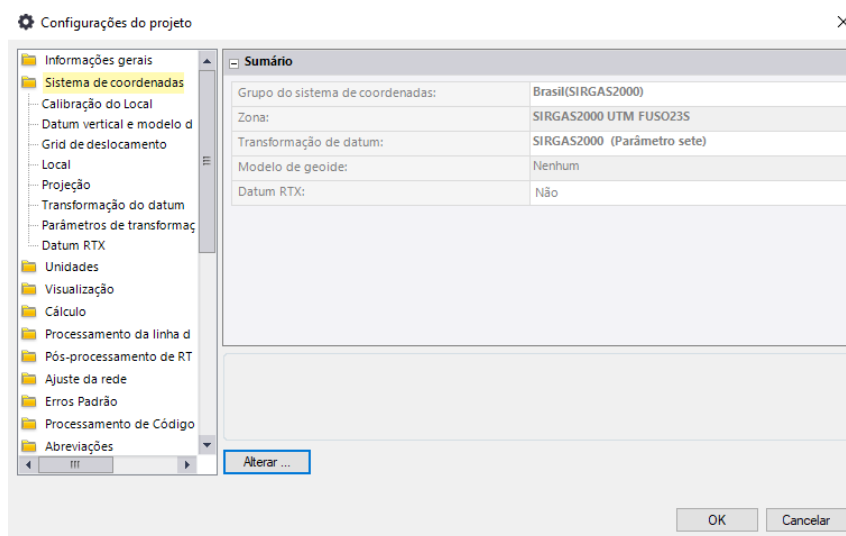 Configurações do projeto
Informações gerais
Sistema de coordenadas
Calibração do Local
Datum vertical e modelo d
Grid de deslocamento
Local
Projeção
Transformação do datum
Parâmetros de transformaç
Datum RTX
Unidades
Visualização
Cálculo
Processamento da linha d
Pós-processamento de RT
Ajuste da rede
Erros Padrão
Processamento de Código
Abreviações
Sumário
Grupo do sistema de coordenadas: Brasil(SIRGAS2000)
Zona: SIRGAS2000 UTM FUSO23S
Transformação de datum: SIRGAS2000 (Parâmetro sete)
Modelo de geoide: Nenhum
Datum RTX: Não
Alterar ...
OK Cancelar